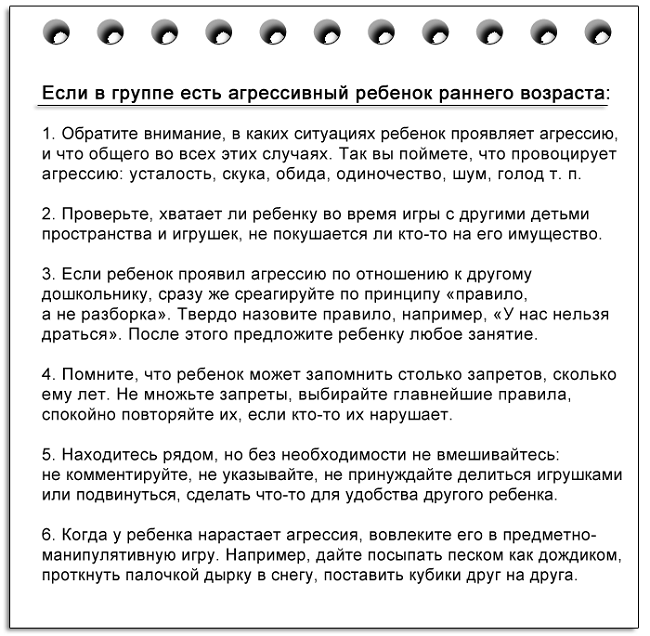 Если в группе есть агрессивный ребенок раннего возраста:
1. Обратите внимание, в каких ситуациях ребенок проявляет агрессию,
и что общего во всех этих случаях. Так вы поймете, что провоцирует
агрессию: усталость, скука, обида, одиночество, шум, голод т. п.
2. Проверьте, хватает ли ребенку во время игры с другими детьми
пространства и игрушек, не покушается ли кто-то на его имущество.
3. Если ребенок проявил агрессию по отношению к другому
дошкольнику, сразу же среагируйте по принципу «правило,
а не разборка». Твердо назовите правило, например, «У нас нельзя
драться». После этого предложите ребенку любое занятие.
4. Помните, что ребенок может запомнить столько запретов, сколько
ему лет. Не множьте запреты, выбирайте главнейшие правила,
спокойно повторяйте их, если кто-то их нарушает.
5. Находитесь рядом, но без необходимости не вмешивайтесь:
не комментируйте, не указывайте, не принуждайте делиться игрушками
или подвинуться, сделать что-то для удобства другого ребенка.
6. Когда у ребенка нарастает агрессия, вовлеките его в предметно-
манипулятивную игру. Например, дайте посыпать песком как дождиком,
проткнуть палочкой дырку в снегу, поставить кубики друг на друга.